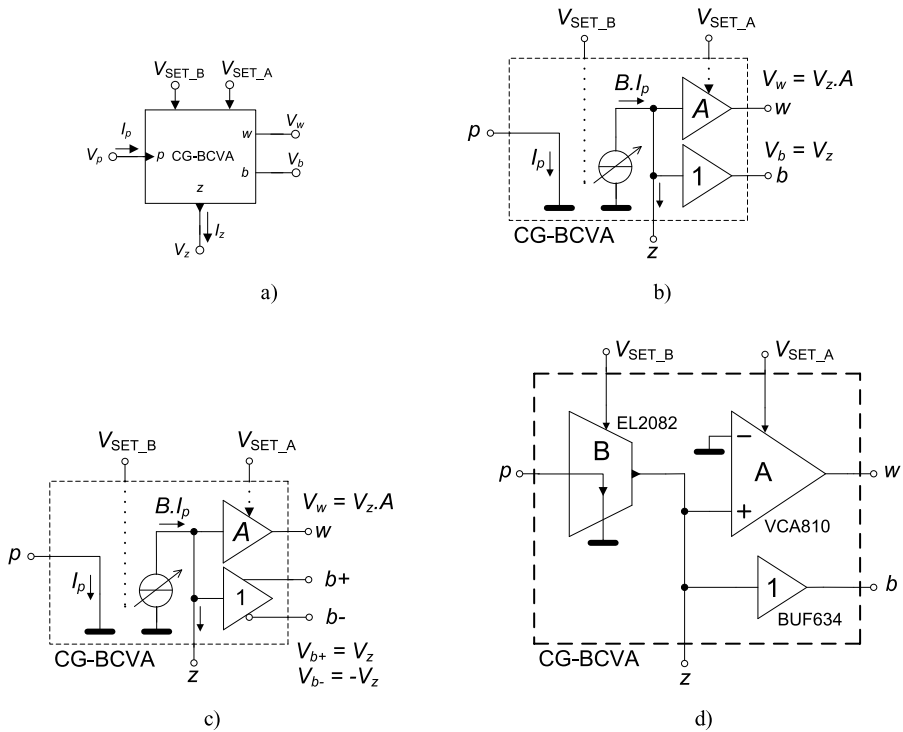 V_SET_B V_SET_A
I_p
V_p p CG-BCVA w V_w
b V_b
z
I_z
V_z
a)
V_SET_B V_SET_A
B.I_p
V_w = V_z.A
A w
p
I_p
V_b = V_z
1 b
CG-BCVA
z
b)
V_SET_B V_SET_A
B.I_p
V_w = V_z.A
A w
p
I_p
1 b+
b-
CG-BCVA
z
V_b+ = V_z
V_b- = -V_z
c)
V_SET_B V_SET_A
EL2082
B
p
−
A w
+
VCA810
1 b
BUF634
CG-BCVA
z
d)